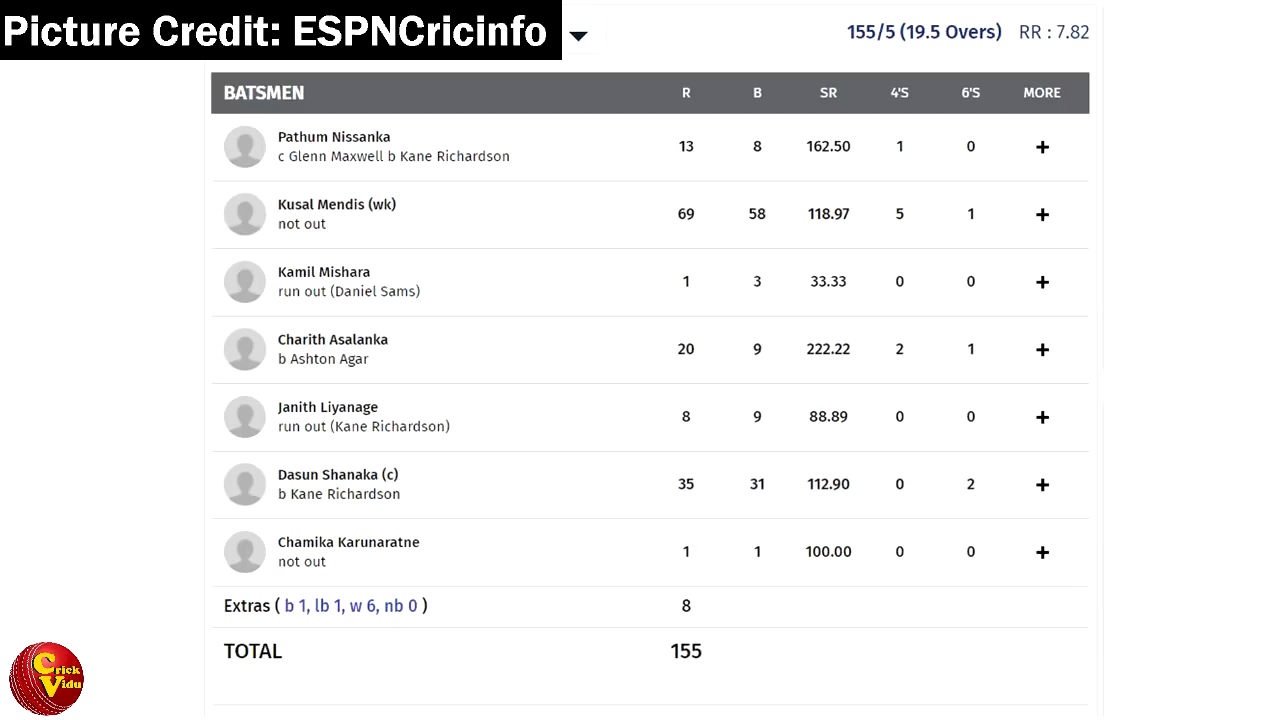 Picture Credit: ESPNCricinfo
155/5 (19.5 Overs) RR : 7.82
BATSMEN R B SR 4'S 6'S MORE
Pathum Nissanka
c Glenn Maxwell b Kane Richardson
13 8 162.50 1 0 +
Kusal Mendis (wk)
not out
69 58 118.97 5 1 +
Kamil Mishara
run out (Daniel Sams)
1 3 33.33 0 0 +
Charith Asalanka
b Ashton Agar
20 9 222.22 2 1 +
Janith Liyanage
run out (Kane Richardson)
8 9 88.89 0 0 +
Dasun Shanaka (c)
b Kane Richardson
35 31 112.90 0 2 +
Chamika Karunaratne
not out
1 1 100.00 0 0 +
Extras ( b 1, lb 1, w 6, nb 0 ) 8
TOTAL 155
Crick
Vidu